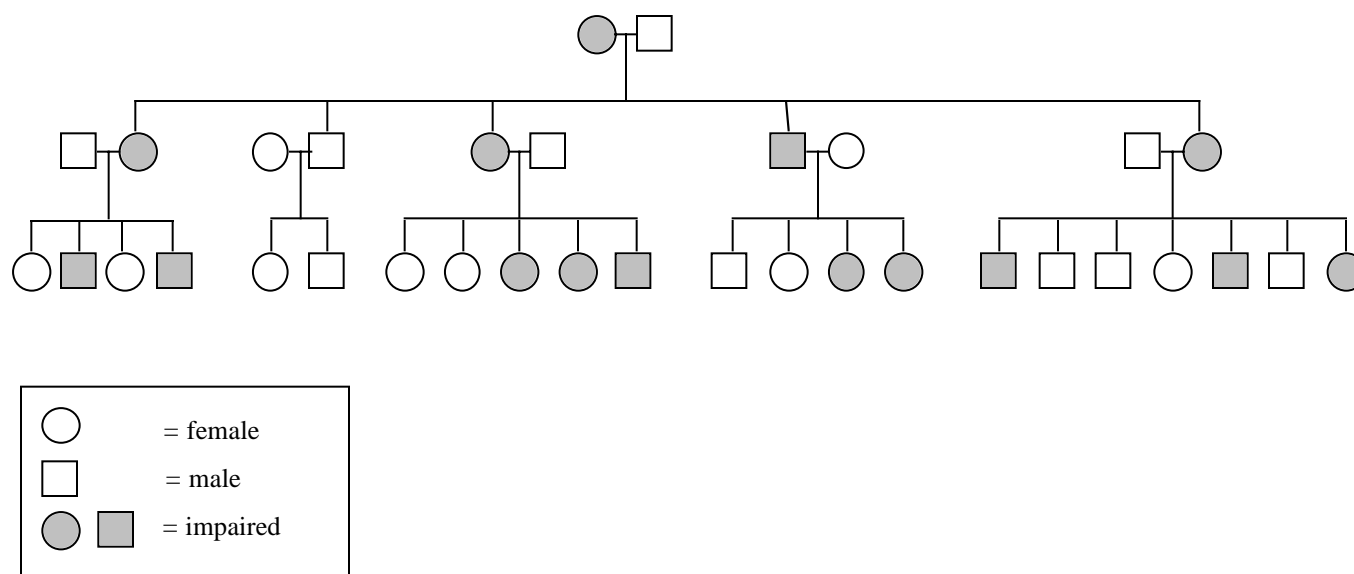 = female
= male
= impaired